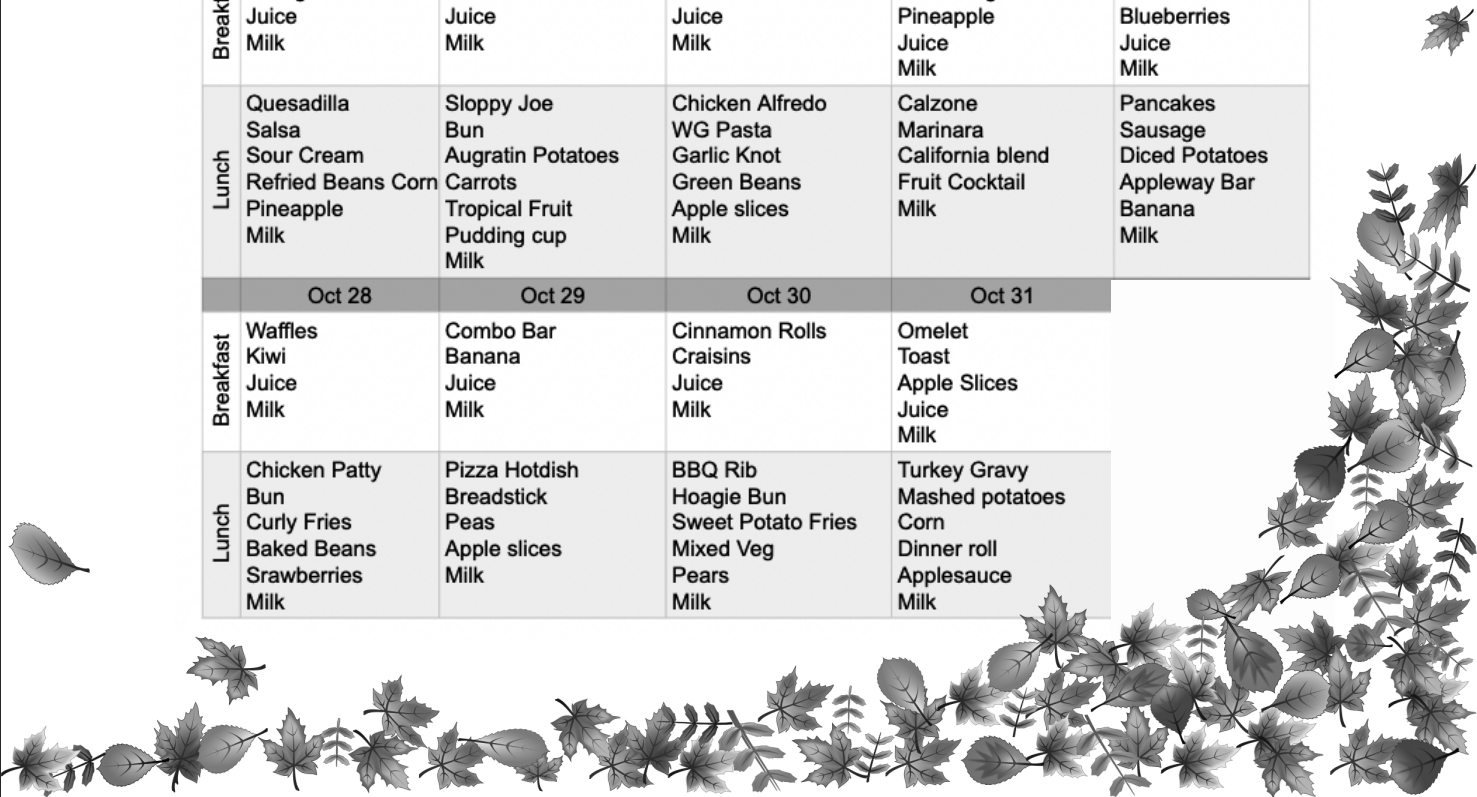 Breakf
Juice
Milk
Juice
Milk
Juice
Milk
Pineapple
Juice
Milk
Blueberries
Juice
Milk
Lunch
Quesadilla
Salsa
Sour Cream
Refried Beans Corn
Pineapple
Milk
Sloppy Joe
Bun
Augratin Potatoes
Carrots
Tropical Fruit
Pudding cup
Milk
Chicken Alfredo
WG Pasta
Garlic Knot
Green Beans
Apple slices
Milk
Calzone
Marinara
California blend
Fruit Cocktail
Milk
Pancakes
Sausage
Diced Potatoes
Appleway Bar
Banana
Milk
Oct 28
Oct 29
Oct 30
Oct 31
Breakfast
Waffles
Kiwi
Juice
Milk
Combo Bar
Banana
Juice
Milk
Cinnamon Rolls
Craisins
Juice
Milk
Omelet
Toast
Apple Slices
Juice
Milk
Lunch
Chicken Patty
Bun
Curly Fries
Baked Beans
Srawberries
Milk
Pizza Hotdish
Breadstick
Peas
Apple slices
Milk
BBQ Rib
Hoagie Bun
Sweet Potato Fries
Mixed Veg
Pears
Milk
Turkey Gravy
Mashed potatoes
Corn
Dinner roll
Applesauce
Milk